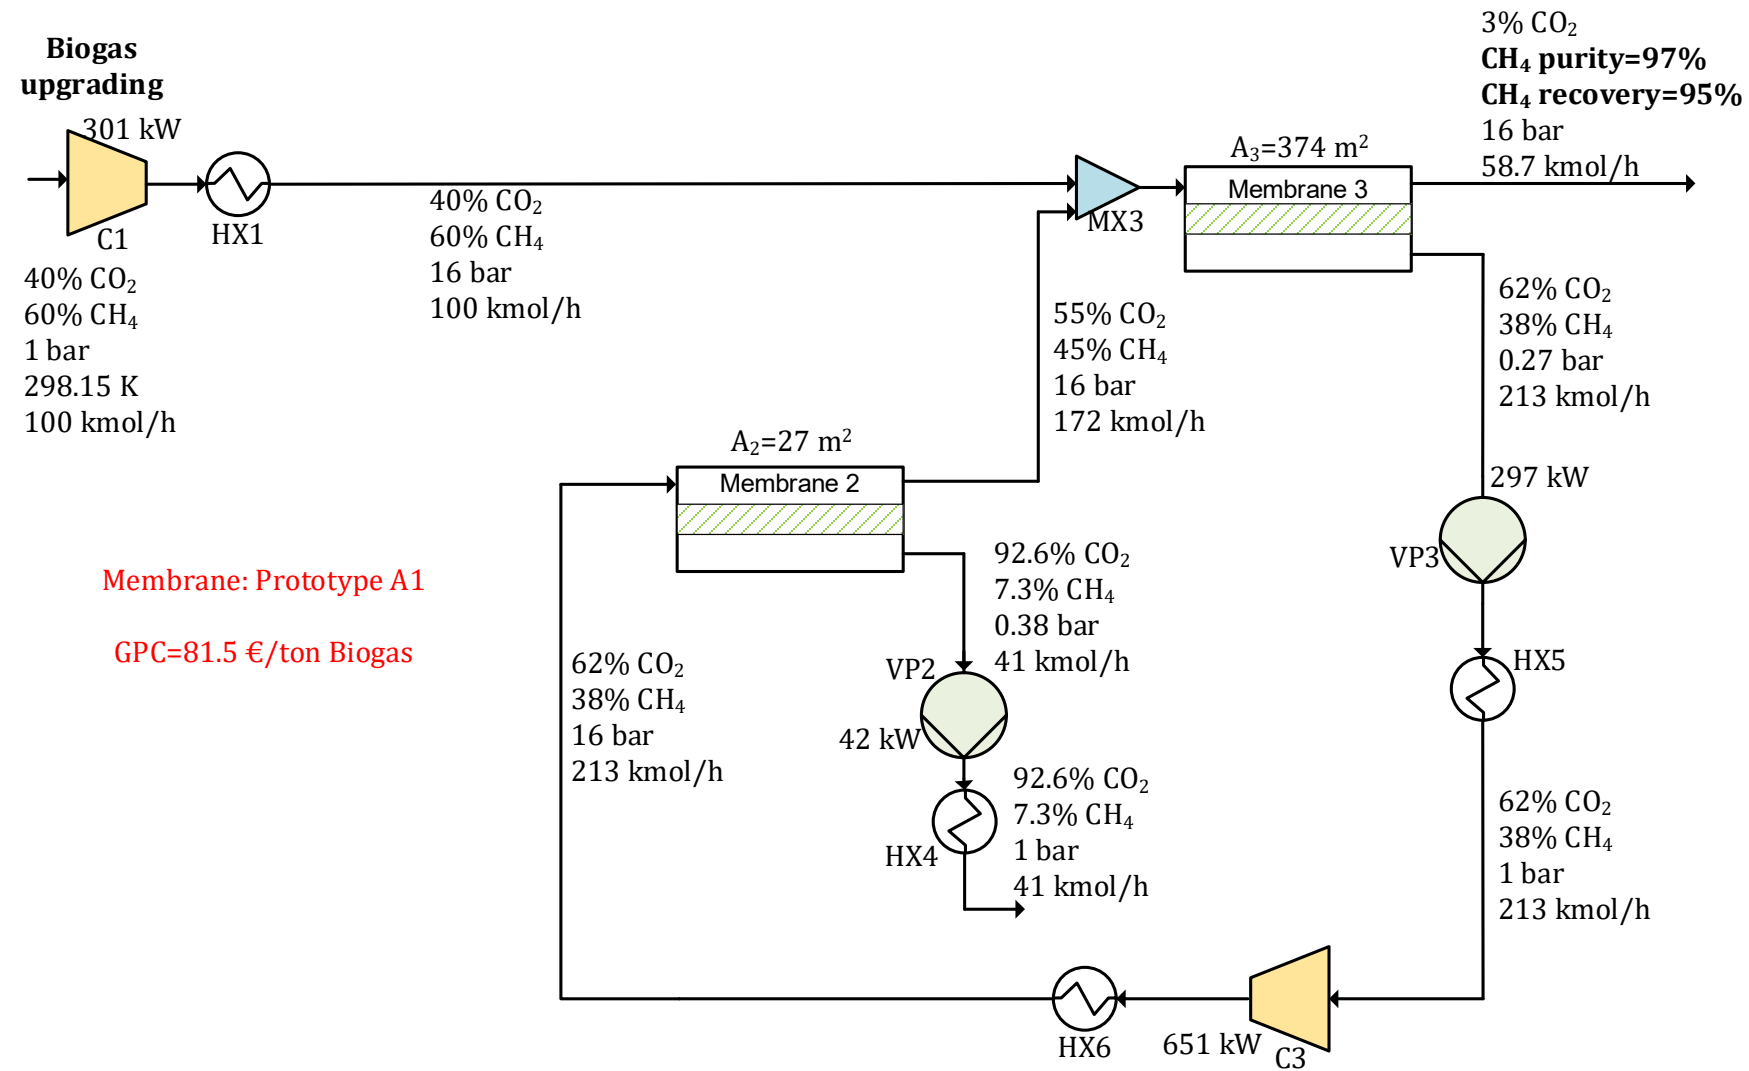 Biogas
upgrading
301 kW
C1
HX1
40% CO₂
60% CH₄
1 bar
298.15 K
100 kmol/h
40% CO₂
60% CH₄
16 bar
100 kmol/h
MX3
A₃=374 m²
Membrane 3
3% CO₂
CH₄ purity=97%
CH₄ recovery=95%
16 bar
58.7 kmol/h
62% CO₂
38% CH₄
0.27 bar
213 kmol/h
55% CO₂
45% CH₄
16 bar
172 kmol/h
A₂=27 m²
Membrane 2
297 kW
VP3
HX5
92.6% CO₂
7.3% CH₄
0.38 bar
41 kmol/h
VP2
42 kW
HX4
92.6% CO₂
7.3% CH₄
1 bar
41 kmol/h
Membrane: Prototype A1
GPC=81.5 €/ton Biogas
62% CO₂
38% CH₄
16 bar
213 kmol/h
62% CO₂
38% CH₄
1 bar
213 kmol/h
HX6
651 kW
C3